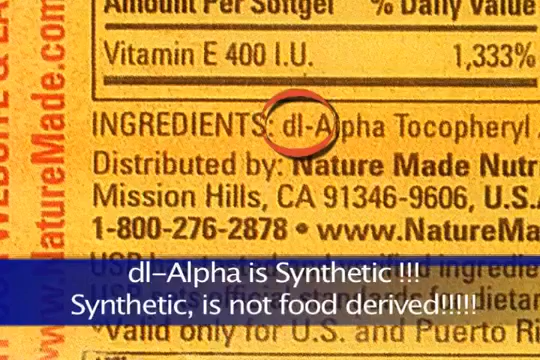 Amount Per Softgel % Daily Value
Vitamin E 400 I.U. 1,333%
INGREDIENTS: dl-Alpha Tocopheryl
Distributed by: Nature Made Nutri
Mission Hills, CA 91346-9606, U.S.
1-800-276-2878 • www.NatureMa
dl-Alpha is Synthetic !!!
Synthetic, is not food derived!!!!!
*Valid only for U.S. and Puerto Ri
www.NatureMade.com